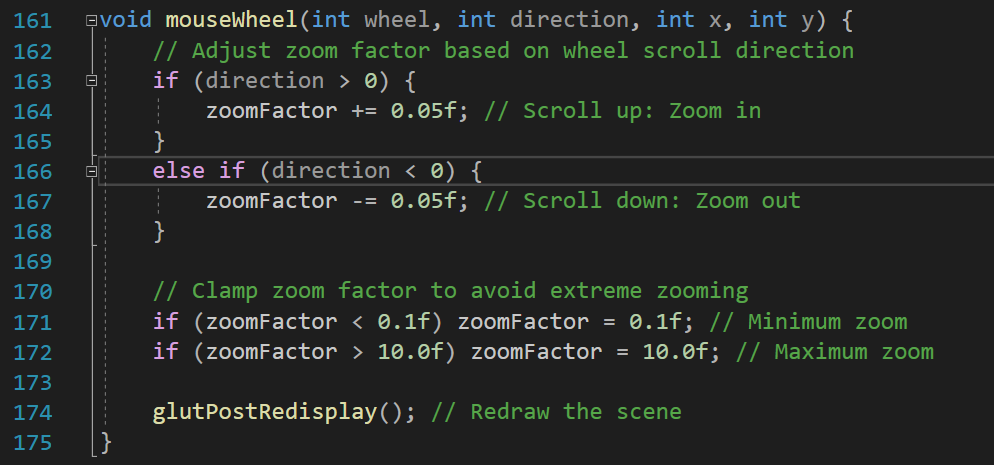 161 void mouseWheel(int wheel, int direction, int x, int y) {
162     // Adjust zoom factor based on wheel scroll direction
163     if (direction > 0) {
164         zoomFactor += 0.05f; // Scroll up: Zoom in
165     }
166     else if (direction < 0) {
167         zoomFactor -= 0.05f; // Scroll down: Zoom out
168     }
169
170     // Clamp zoom factor to avoid extreme zooming
171     if (zoomFactor < 0.1f) zoomFactor = 0.1f; // Minimum zoom
172     if (zoomFactor > 10.0f) zoomFactor = 10.0f; // Maximum zoom
173
174     glutPostRedisplay(); // Redraw the scene
175 }